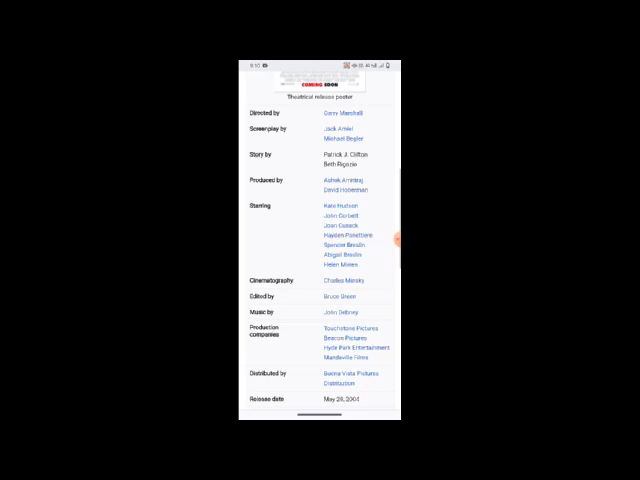 5:10
COMING SOON
Theatrical release poster
Directed by Garry Marshall
Screenplay by Jack Amiel
Michael Begler
Story by Patrick J. Clifton
Beth Rigazio
Produced by Ashok Amritraj
David Hoberman
Starring Kate Hudson
John Corbett
Joan Cusack
Hayden Panettiere
Spencer Breslin
Abigail Breslin
Helen Mirren
Cinematography Charles Minsky
Edited by Bruce Green
Music by John Debney
Production companies Touchstone Pictures
Beacon Pictures
Hyde Park Entertainment
Mandeville Films
Distributed by Buena Vista Pictures
Distribution
Release date May 28, 2004